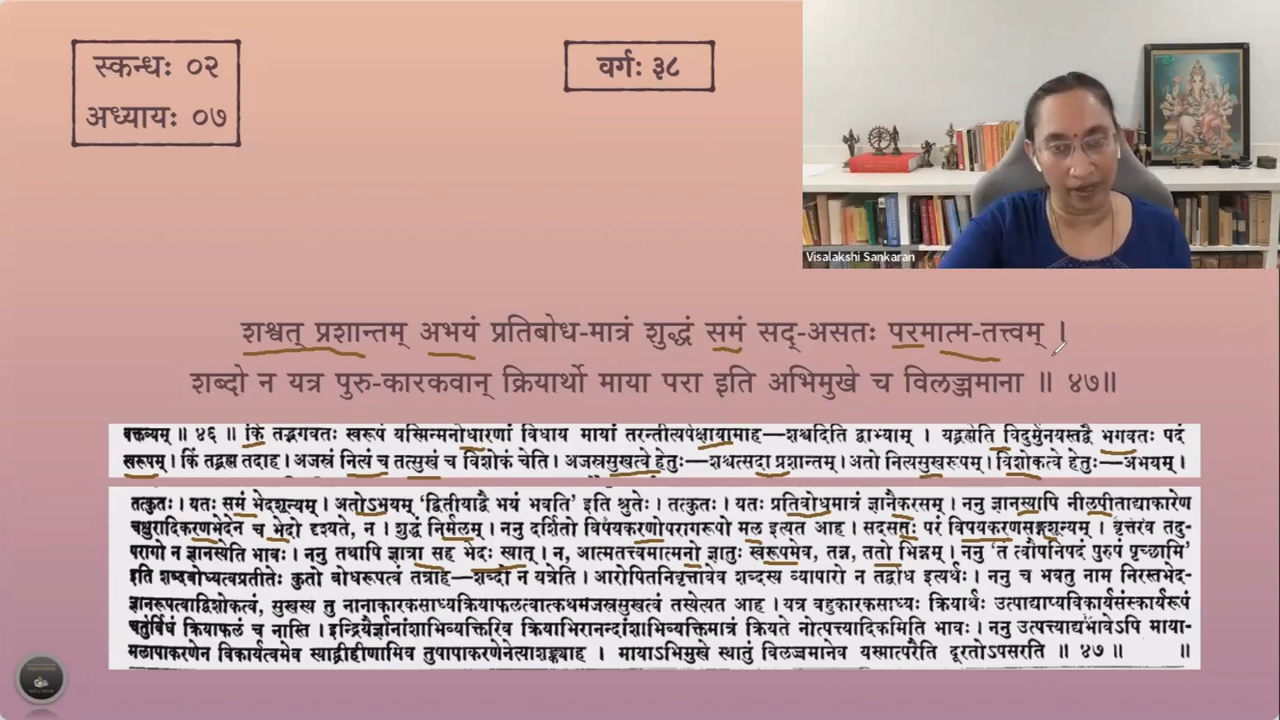 स्कन्धः ०२
अध्यायः ०७
वर्गः ३८
Visalakshi Sankaran
शश्वत् प्रशान्तम् अभयं प्रतिबोध-मात्रं शुद्धं समं सद्-असतः परमात्म-तत्त्वम् ।
शब्दो न यत्र पुरु-कारकवान् क्रियार्थो माया परा इति अभिमुखे च विलज्जमाना ॥ ४७॥
वक्तव्यम् ॥ ४६ ॥ किं तद्भगवतः स्वरूपं यस्मिन्मनोधारणां विधाय मायां तरन्तीत्यपेक्षायामाह—शश्वदिति द्वाभ्याम् । यद्ब्रह्मेति विदुर्मुनयस्तद्वै भगवतः पदं
स्वरूपम् । किं तद्ब्रह्म तदाह । अजस्रं नित्यं च तत्सुखं च विशोकं चेति । अजस्रसुखत्वे हेतुः—शश्वत्सदा प्रशान्तम् । अतो नित्यसुखरूपम् । विशोकत्वे हेतुः—अभयम् ।
तत्कुतः । यतः समं भेदशून्यम् । अतोऽभयम् ‘द्वितीयाद्वै भयं भवति’ इति श्रुतेः । तत्कुतः । यतः प्रतिबोधमात्रं ज्ञानैकरसम् । ननु ज्ञानस्यापि नीलपीताद्याकारेण
चक्षुरादिकरणभेदेन च भेदो दृश्यते, न । शुद्धं निर्मलम् । ननु दर्शितो विषयकरणोपरागरूपो मल इत्यत आह । सदसतः परं विषयकरणसङ्गशून्यम् । वृत्तेरेव तदु-
परागो न ज्ञानस्येति भावः । ननु तथापि ज्ञात्रा सह भेदः स्यात् । न, आत्मतत्त्वमात्मनो ज्ञातुः स्वरूपमेव, तन्न, ततो भिन्नम् । ननु ‘तं त्वौपनिषदं पुरुषं पृच्छामि’
इति शब्दबोध्यत्वप्रतीतेः कुतो बोधरूपत्वं तत्राह—शब्दो न यत्रेति । आरोपितनिवृत्तावेव शब्दस्य व्यापारो न तद्बोध इत्यर्थः । ननु च भवतु नाम निरस्तभेद-
ज्ञानरूपत्वाद्विशोकत्वं, सुखस्य तु नानाकारकसाध्यक्रियाफलत्वात्कथमजस्रसुखत्वं तस्येत्यत आह । यत्र बहुकारकसाध्यः क्रियार्थः उत्पाद्याप्यविकार्यसंस्कार्यरूपं
चतुर्विधं क्रियाफलं च नास्ति । इन्द्रियैर्ज्ञानांशाभिव्यक्तिरिव क्रियाभिरानन्दांशाभिव्यक्तिमात्रं क्रियते नोत्पत्त्यादिकमिति भावः । ननु उत्पत्त्याद्यभावेऽपि माया-
मलापाकरणेन विकार्यत्वमेव स्याद्व्रीहीणामिव तुषापाकरणेनेत्याशङ्क्याह । मायाऽभिमुखे स्थातुं विलज्जमानेव यस्मात्परैति दूरतोऽपसरति ॥ ४७ ॥ ॥